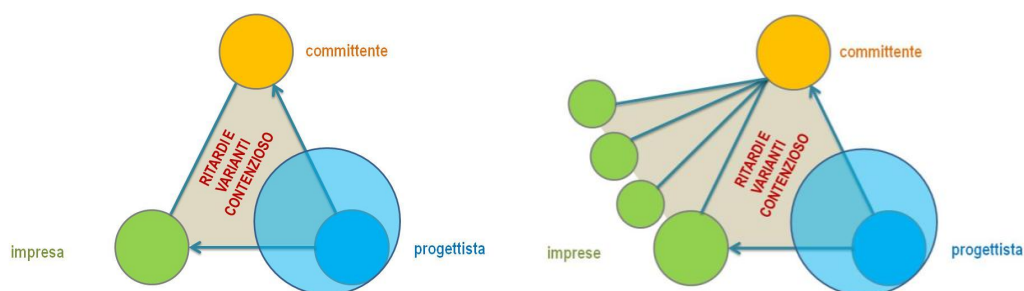 committente
RITARDI E
VARIANTI
CONTENZIOSO
impresa
progettista
committente
RITARDI E
VARIANTI
CONTENZIOSO
imprese
progettista